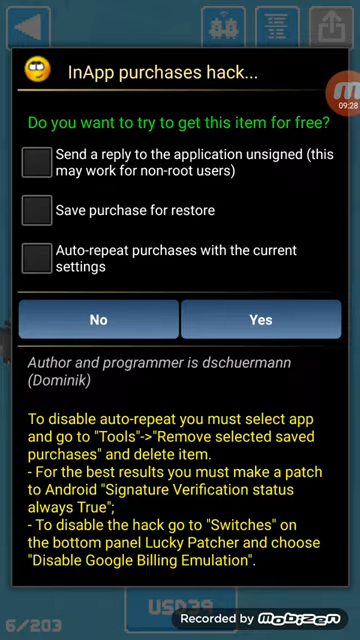 InApp purchases hack...
09:28
Do you want to try to get this item for free?
Send a reply to the application unsigned (this
may work for non-root users)
Save purchase for restore
Auto-repeat purchases with the current
settings
No
Yes
Author and programmer is dschuermann
(Dominik)
To disable auto-repeat you must select app
and go to "Tools"->"Remove selected saved
purchases" and delete item.
- For the best results you must make a patch
to Android "Signature Verification status
always True";
- To disable the hack go to "Switches" on
the bottom panel Lucky Patcher and choose
"Disable Google Billing Emulation".
6/203
USD39
Recorded by mobizen